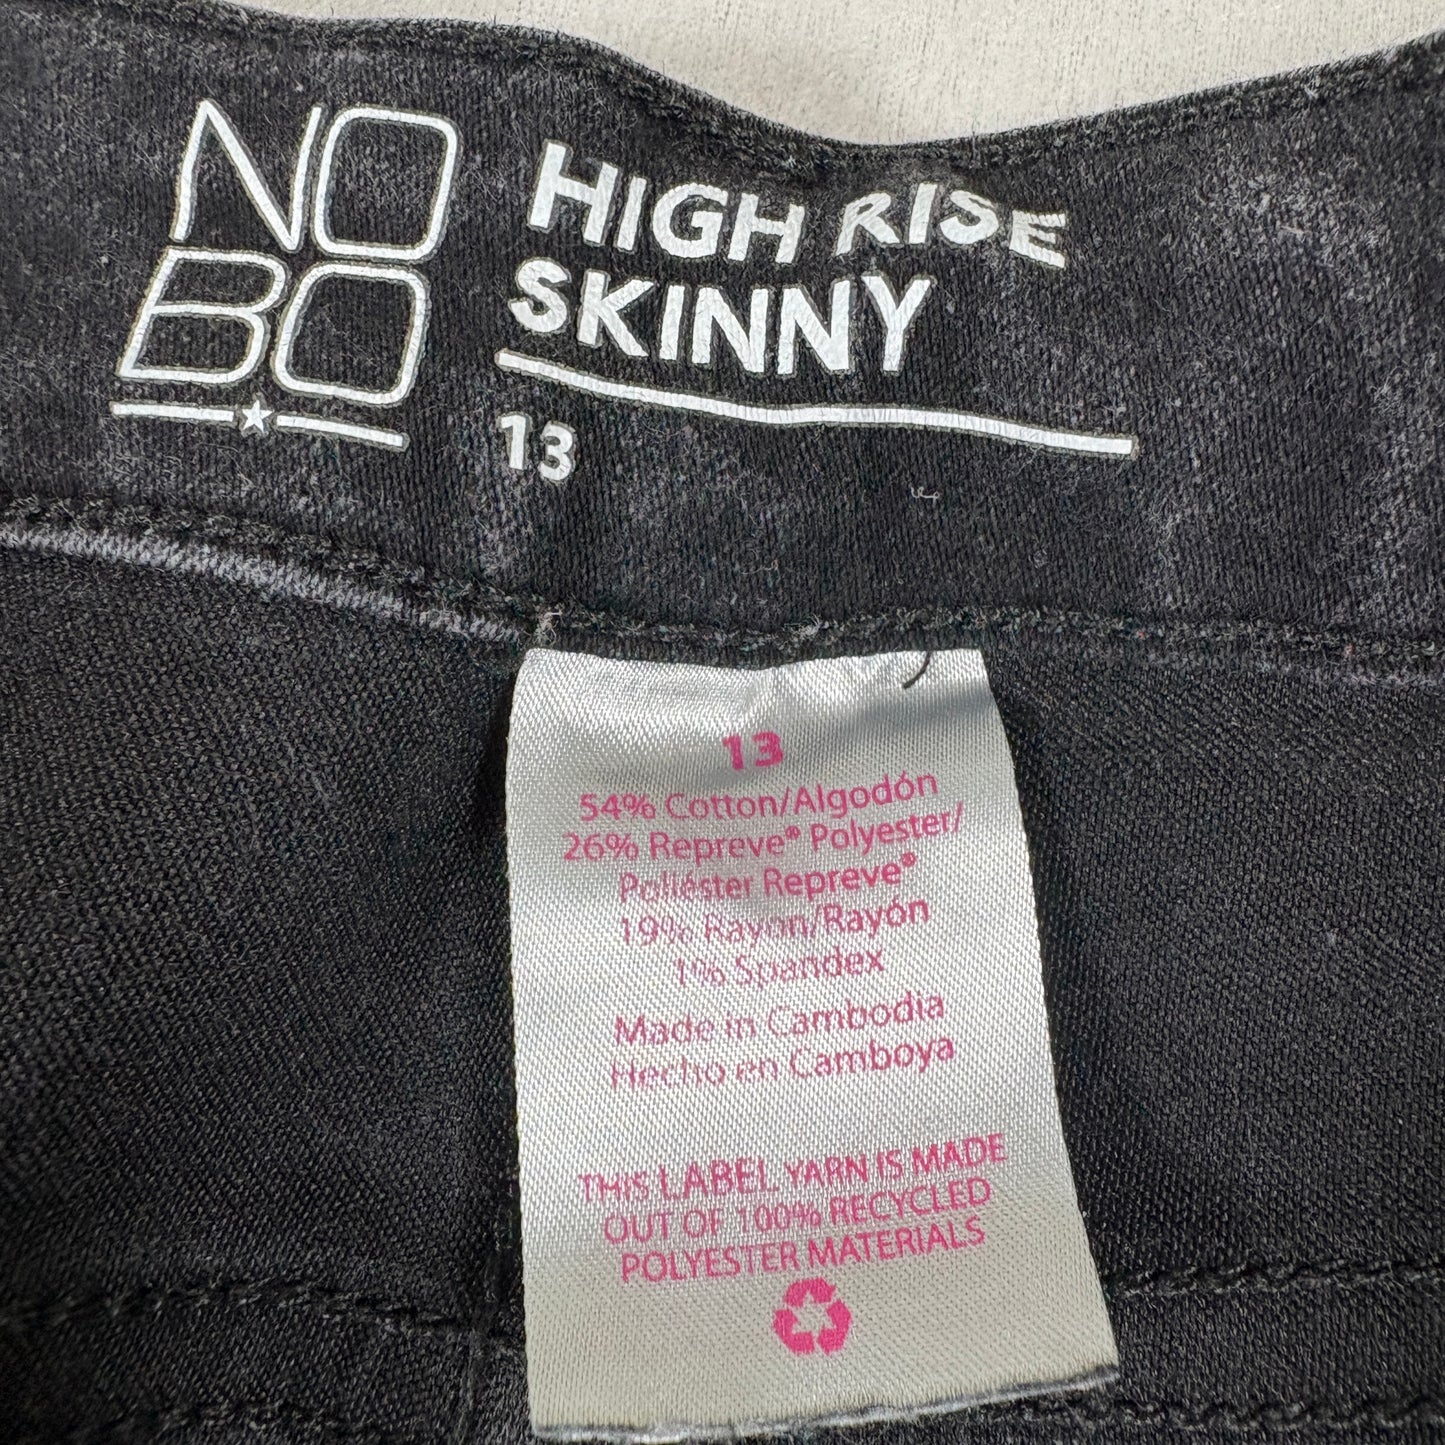 NO
BO
HIGH RISE
SKINNY
13
13
54% Cotton/Algodón
26% Repreve® Polyester/
Poliéster Repreve®
19% Rayon/Rayón
1% Spandex
Made in Cambodia
Hecho en Camboya
THIS LABEL YARN IS MADE
OUT OF 100% RECYCLED
POLYESTER MATERIALS